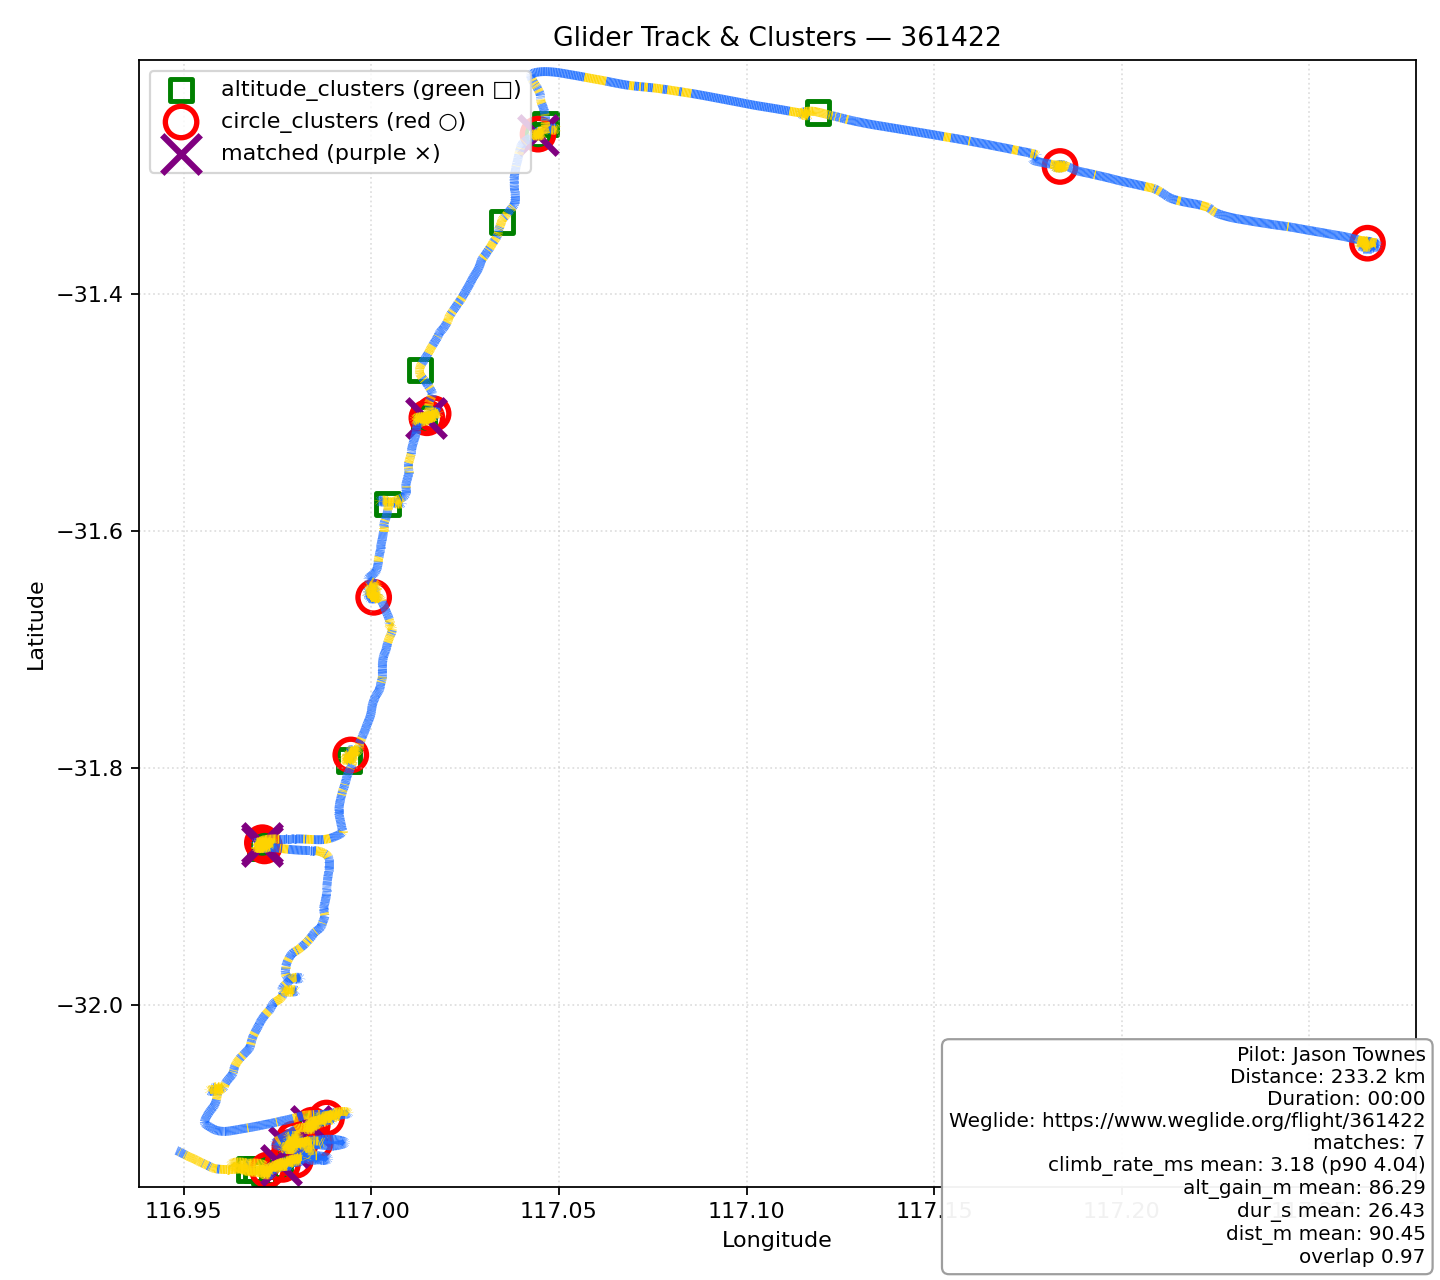 Glider Track & Clusters — 361422
altitude_clusters (green □)
circle_clusters (red ○)
matched (purple ×)
Latitude
−31.4
−31.6
−31.8
−32.0
116.95
117.00
117.05
117.10
117.15
117.20
Longitude
Pilot: Jason Townes
Distance: 233.2 km
Duration: 00:00
Weglide: https://www.weglide.org/flight/361422
matches: 7
climb_rate_ms mean: 3.18 (p90 4.04)
alt_gain_m mean: 86.29
dur_s mean: 26.43
dist_m mean: 90.45
overlap 0.97